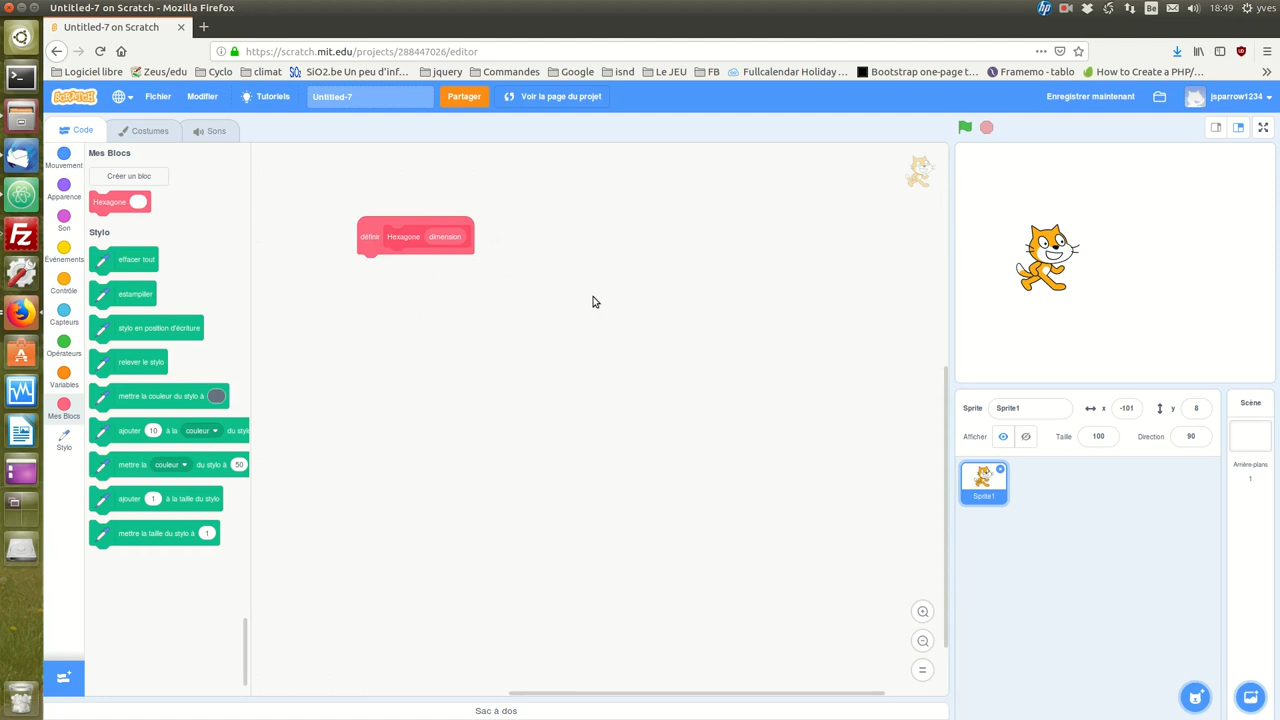 Untitled-7 on Scratch - Mozilla Firefox
Be
18:49
yves
Untitled-7 on Scratch
https://scratch.mit.edu/projects/288447026/editor
Logiel libre
Zeus/edu
Cyclo
climat
SiO2.be Un peu d'inf...
jquery
Commandes
Google
isnd
Le JEU
FB
Fullcalendar Holiday ...
Bootstrap one-page t...
Framemo - tablo
How to Create a PHP/...
SCRATCH
Fichier
Modifier
Tutoriels
Untitled-7
Partager
Voir la page du projet
Enregistrer maintenant
jsparrow1234
Code
Costumes
Sons
Mouvement
Apparence
Son
Événements
Contrôle
Capteurs
Opérateurs
Variables
Mes Blocs
Stylo
Mes Blocs
Créer un bloc
Hexagone
Stylo
effacer tout
estampiller
stylo en position d'écriture
relever le stylo
mettre la couleur du stylo à
ajouter 10 à la couleur du stylo
mettre la couleur du stylo à 50
ajouter 1 à la taille du stylo
mettre la taille du stylo à 1
définir Hexagone dimension
Sac à dos
Sprite Sprite1 x -101 y 8
Afficher Taille 100 Direction 90
Sprite1
Scène
Arrière-plans
1